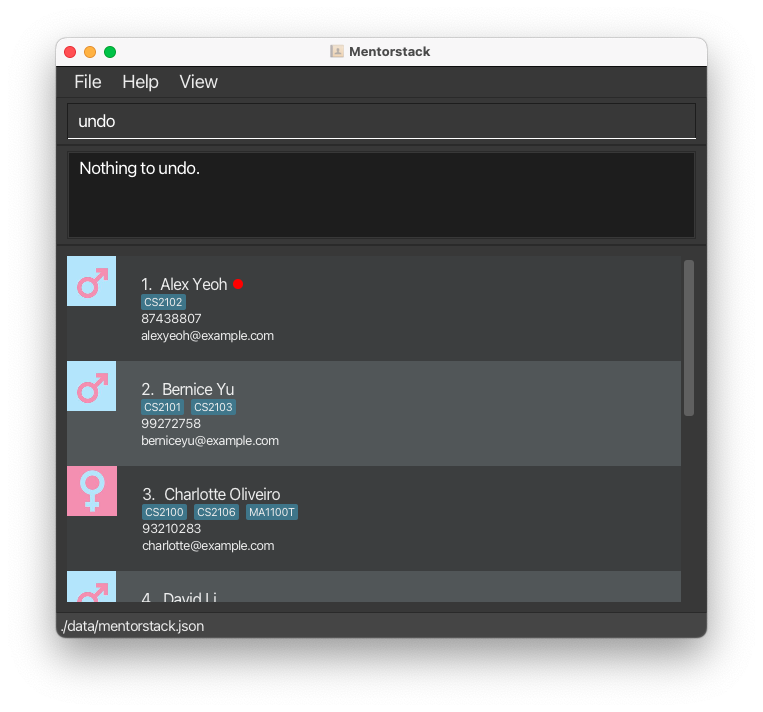 Mentorstack
File Help View
undo
Nothing to undo.
1. Alex Yeoh
CS2102
87438807
alexyeoh@example.com
2. Bernice Yu
CS2101 CS2103
99272758
berniceyu@example.com
3. Charlotte Oliveiro
CS2100 CS2106 MA1100T
93210283
charlotte@example.com
4. David Li
./data/mentorstack.json